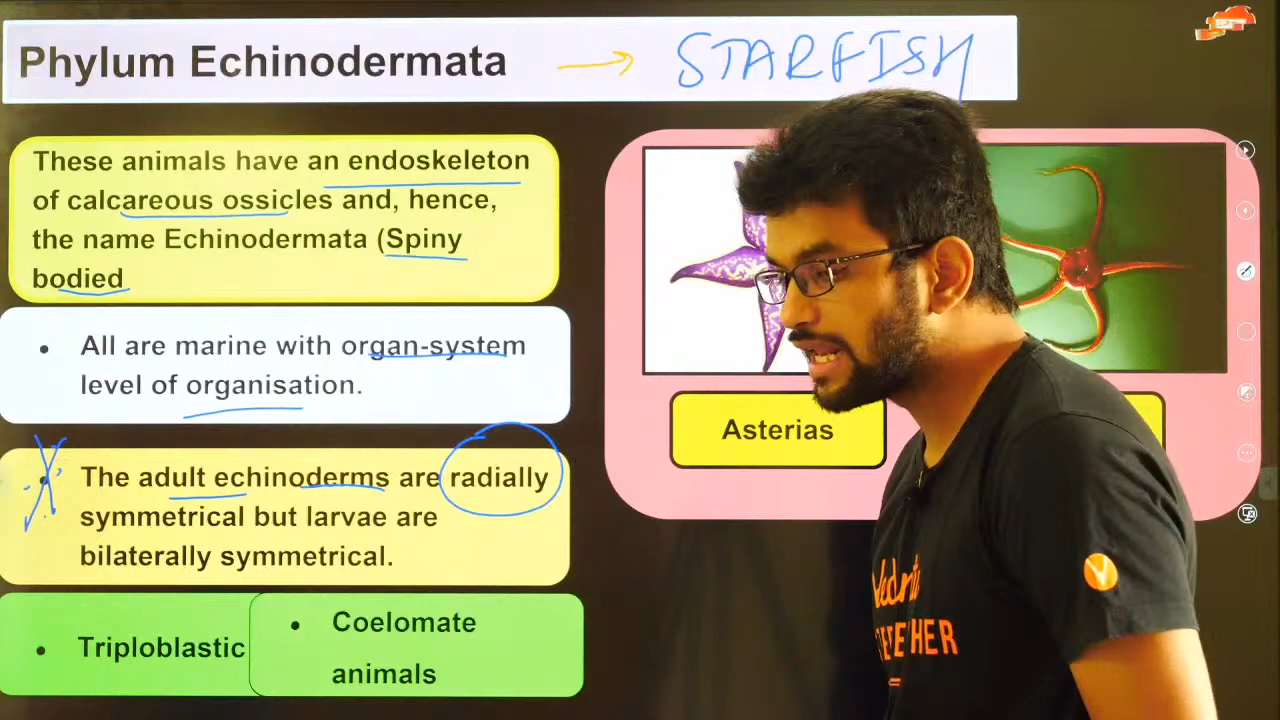 Phylum Echinodermata → STARFISH
These animals have an endoskeleton
of calcareous ossicles and, hence,
the name Echinodermata (Spiny
bodied
• All are marine with organ-system
level of organisation.
• The adult echinoderms are radially
symmetrical but larvae are
bilaterally symmetrical.
• Triploblastic
• Coelomate
animals
Asterias